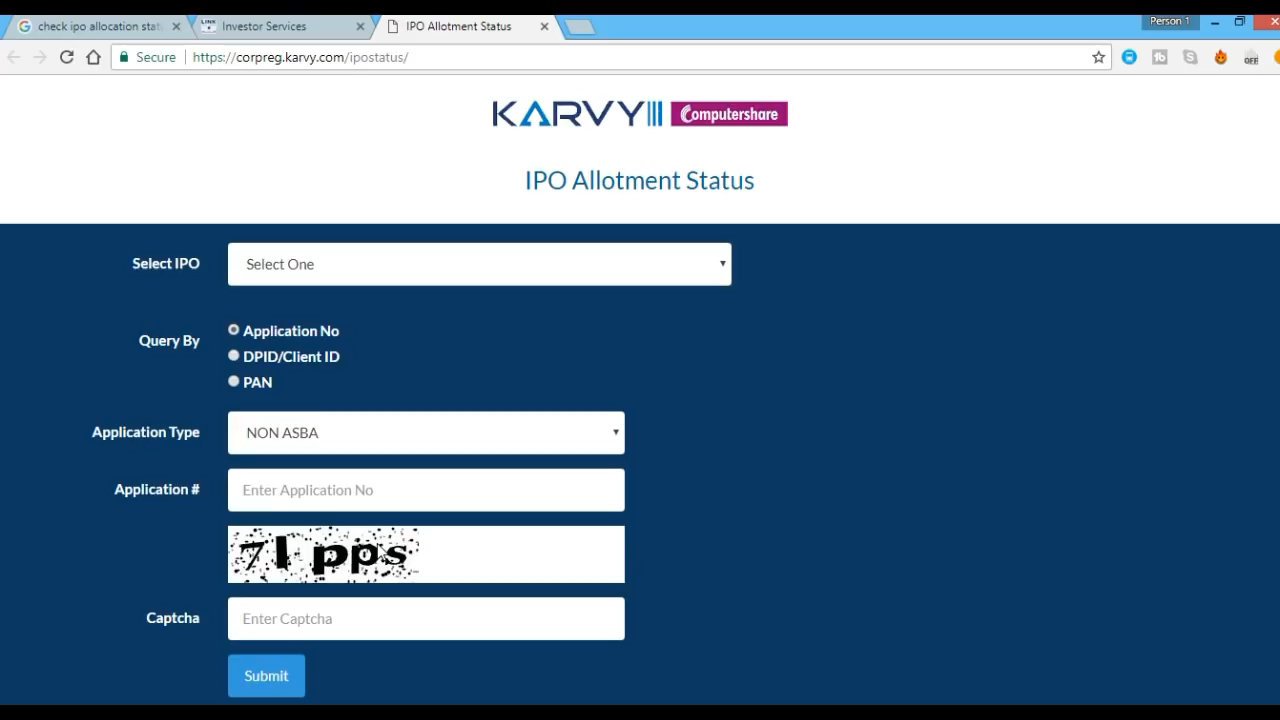 check ipo allocation stat
Investor Services
IPO Allotment Status
Person 1
Secure
https://corpreg.karvy.com/ipostatus/
OFF
KARVY Computershare
IPO Allotment Status
Select IPO
Select One
Query By
Application No
DPID/Client ID
PAN
Application Type
NON ASBA
Application #
Enter Application No
Captcha
Enter Captcha
Submit